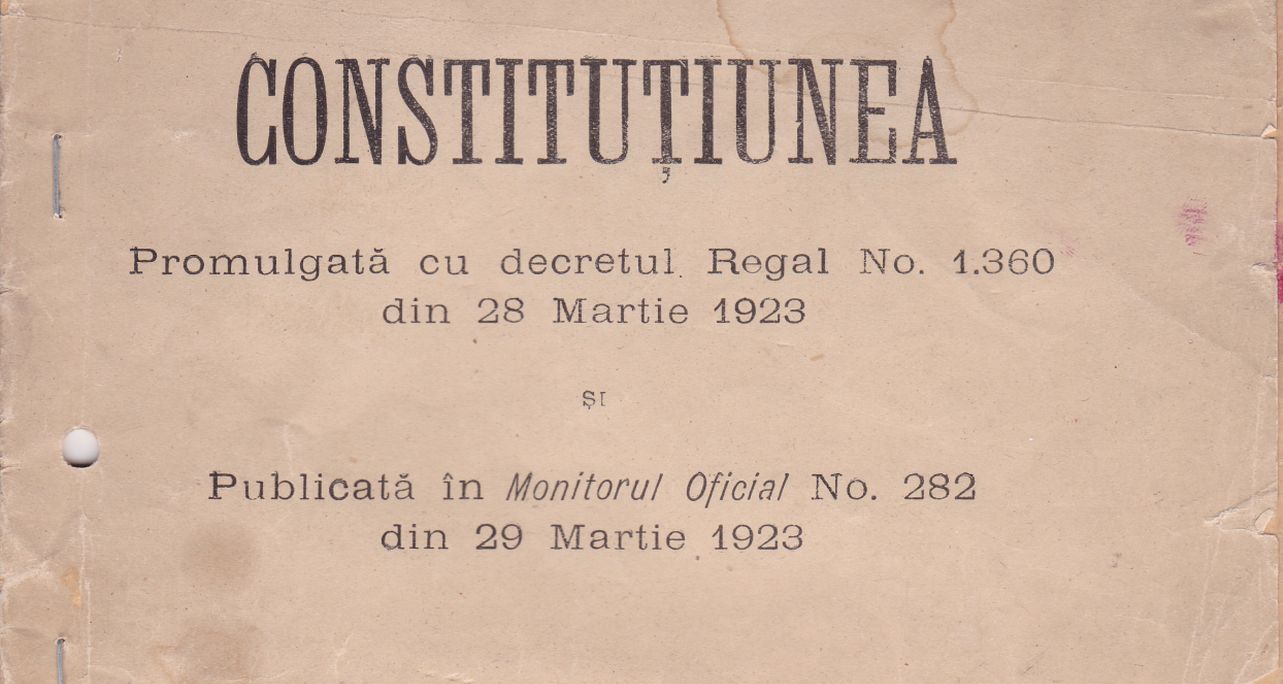 CONSTITUȚIUNEA
Promulgată cu decretul Regal No. 1.360
din 28 Martie 1923
ȘI
Publicată în Monitorul Oficial No. 282
din 29 Martie 1923